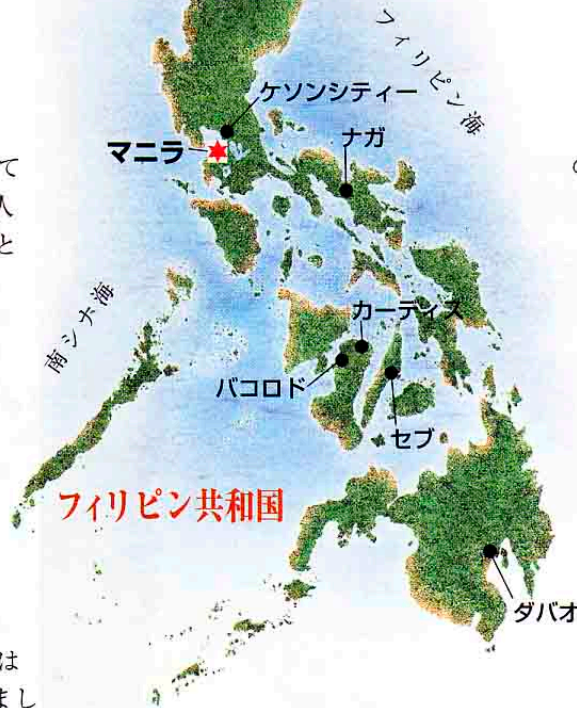 フィリピン海
ケソンシティー
マニラ
ナガ
て
人
と
南シナ海
カーディス
バコロド
セブ
フィリピン共和国
ダバオ
は
まし